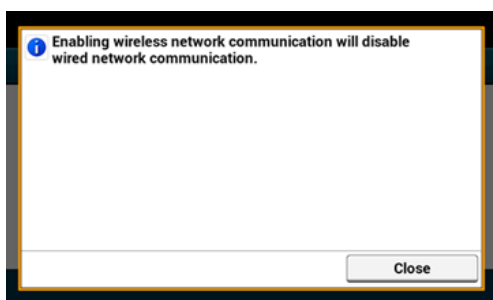 Enabling wireless network communication will disable
wired network communication.
Close